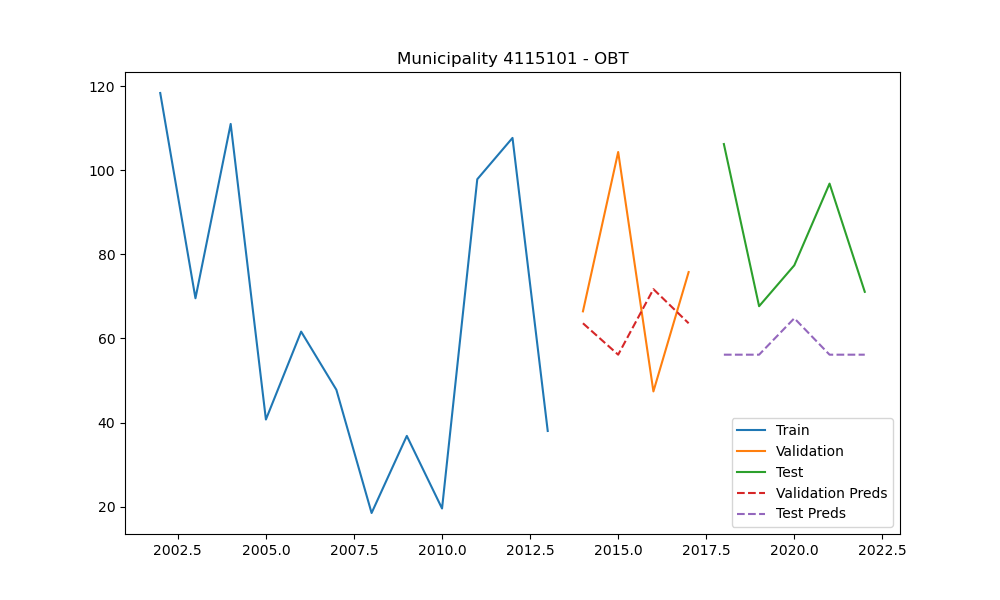 Municipality 4115101 - OBT
120
100
80
60
40
20
2002.5 2005.0 2007.5 2010.0 2012.5 2015.0 2017.5 2020.0 2022.5
Train
Validation
Test
Validation Preds
Test Preds